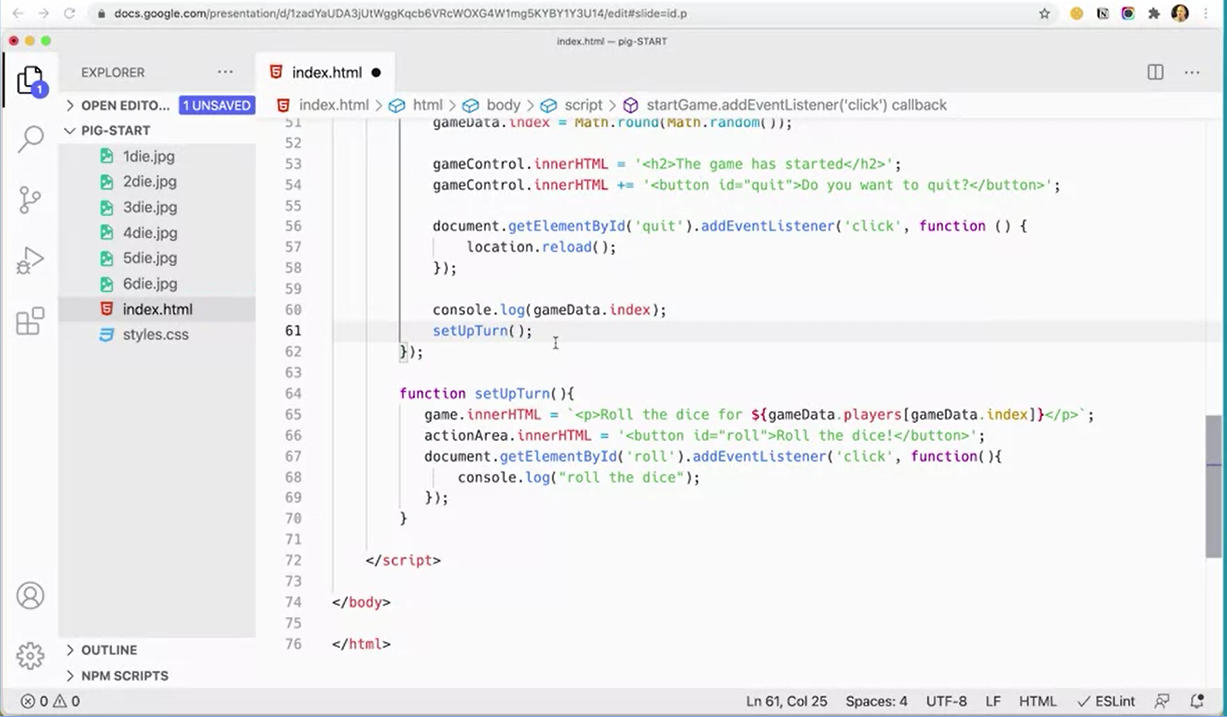 docs.google.com/presentation/d/1zadYaUDA3jUtWggKqcb6VRcWOXG4W1mg5KYBY1Y3U14/edit#slide=id.p
index.html — pig-START
1
EXPLORER
index.html
OPEN EDITO... 1 UNSAVED
index.html > html > body > script > startGame.addEventListener('click') callback
PIG-START
1die.jpg
2die.jpg
3die.jpg
4die.jpg
5die.jpg
6die.jpg
index.html
styles.css
OUTLINE
NPM SCRIPTS
51 gameData.index = Math.round(Math.random());
52
53 gameControl.innerHTML = '<h2>The game has started</h2>';
54 gameControl.innerHTML += '<button id="quit">Do you want to quit?</button>';
55
56 document.getElementById('quit').addEventListener('click', function () {
57 location.reload();
58 });
59
60 console.log(gameData.index);
61 setUpTurn();
62 });
63
64 function setUpTurn(){
65 game.innerHTML = `<p>Roll the dice for ${gameData.players[gameData.index]}</p>`;
66 actionArea.innerHTML = '<button id="roll">Roll the dice!</button>';
67 document.getElementById('roll').addEventListener('click', function(){
68 console.log("roll the dice");
69 });
70 }
71
72 </script>
73
74 </body>
75
76 </html>
0 0 Ln 61, Col 25 Spaces: 4 UTF-8 LF HTML ESLint